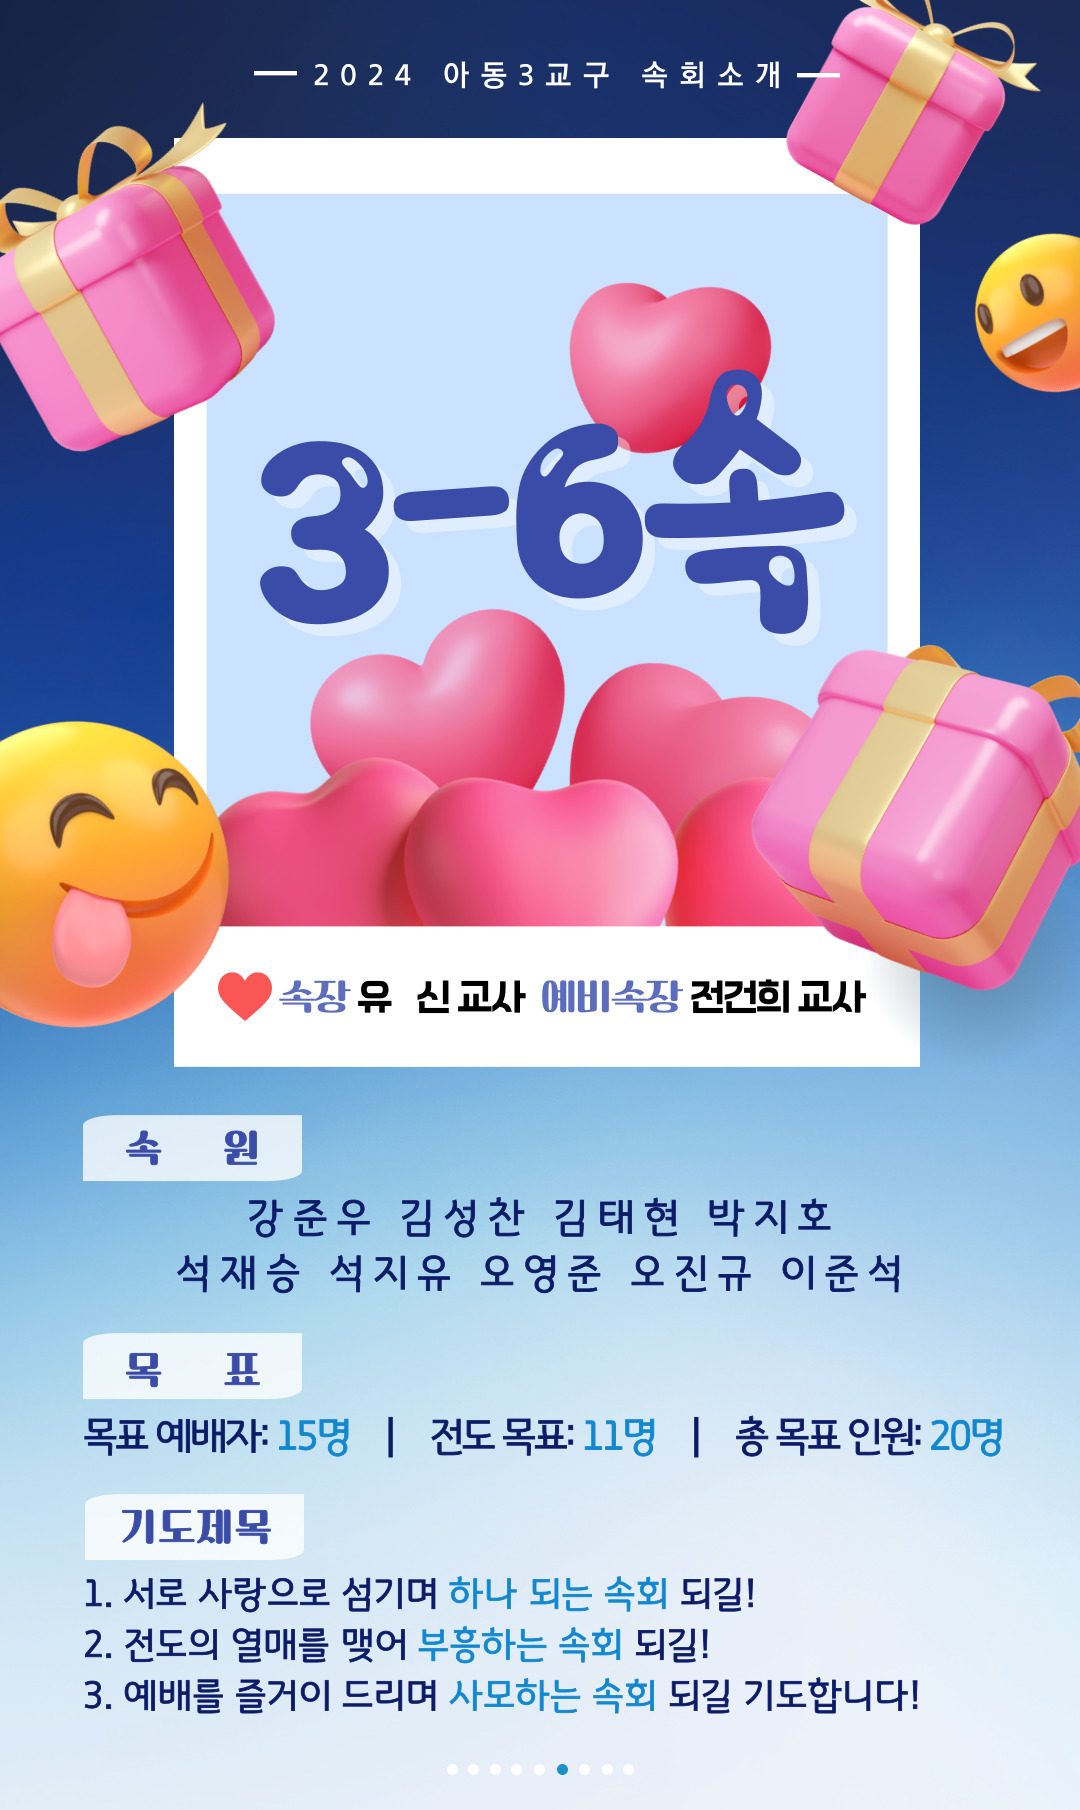 2024 아동3교구 속회소개
3-6속
속장 유 신 교사 예비속장 전건희 교사
속 원
강준우 김성찬 김태현 박지호
석재승 석지유 오영준 오진규 이준석
목 표
목표 예배자: 15명 | 전도 목표: 11명 | 총 목표 인원: 20명
기도제목
1. 서로 사랑으로 섬기며 하나 되는 속회 되길!
2. 전도의 열매를 맺어 부흥하는 속회 되길!
3. 예배를 즐거이 드리며 사모하는 속회 되길 기도합니다!